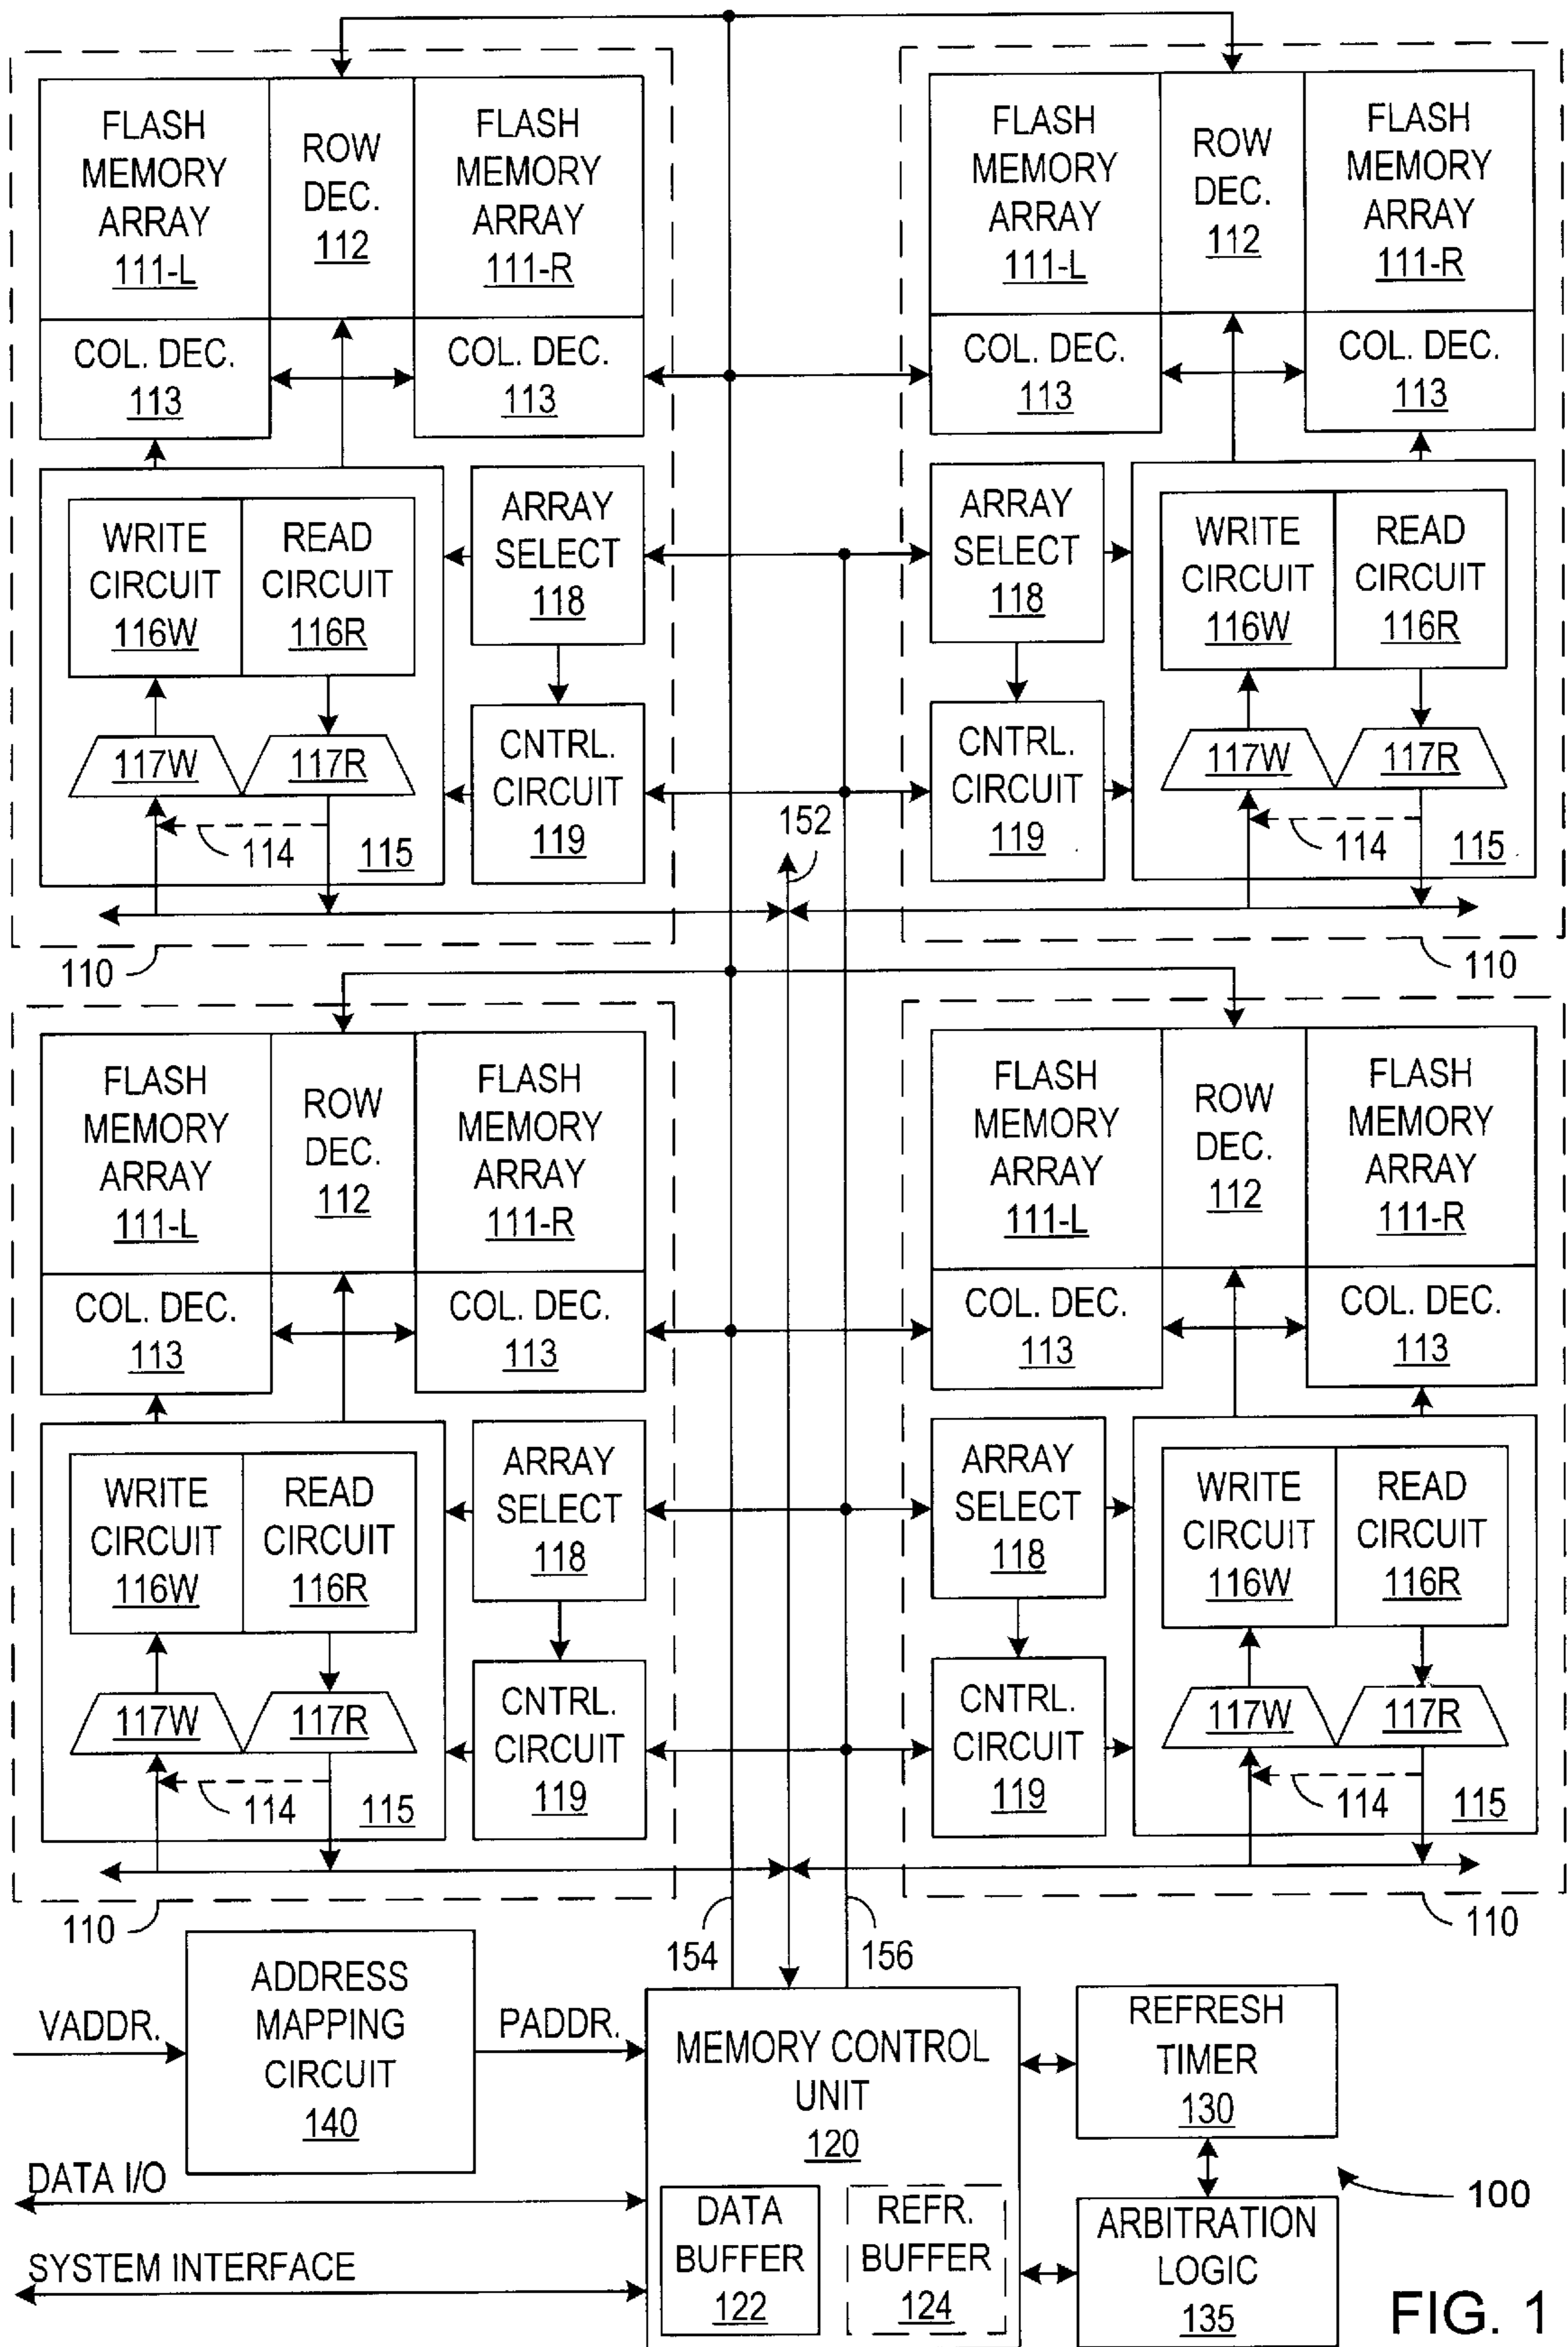 FLASH
MEMORY
ARRAY
111-L
ROW
DEC.
112
FLASH
MEMORY
ARRAY
111-R
COL. DEC.
113
COL. DEC.
113
WRITE
CIRCUIT
116W
READ
CIRCUIT
116R
117W
117R
114
115
ARRAY
SELECT
118
CNTRL.
CIRCUIT
119
110
FLASH
MEMORY
ARRAY
111-L
ROW
DEC.
112
FLASH
MEMORY
ARRAY
111-R
COL. DEC.
113
COL. DEC.
113
ARRAY
SELECT
118
CNTRL.
CIRCUIT
119
WRITE
CIRCUIT
116W
READ
CIRCUIT
116R
117W
117R
114
115
110
152
FLASH
MEMORY
ARRAY
111-L
ROW
DEC.
112
FLASH
MEMORY
ARRAY
111-R
COL. DEC.
113
COL. DEC.
113
WRITE
CIRCUIT
116W
READ
CIRCUIT
116R
117W
117R
114
115
ARRAY
SELECT
118
CNTRL.
CIRCUIT
119
110
FLASH
MEMORY
ARRAY
111-L
ROW
DEC.
112
FLASH
MEMORY
ARRAY
111-R
COL. DEC.
113
COL. DEC.
113
ARRAY
SELECT
118
CNTRL.
CIRCUIT
119
WRITE
CIRCUIT
116W
READ
CIRCUIT
116R
117W
117R
114
115
110
154
156
VADDR.
ADDRESS
MAPPING
CIRCUIT
140
PADDR.
MEMORY CONTROL
UNIT
120
REFRESH
TIMER
130
DATA I/O
SYSTEM INTERFACE
DATA
BUFFER
122
REFR.
BUFFER
124
ARBITRATION
LOGIC
135
100
FIG. 1